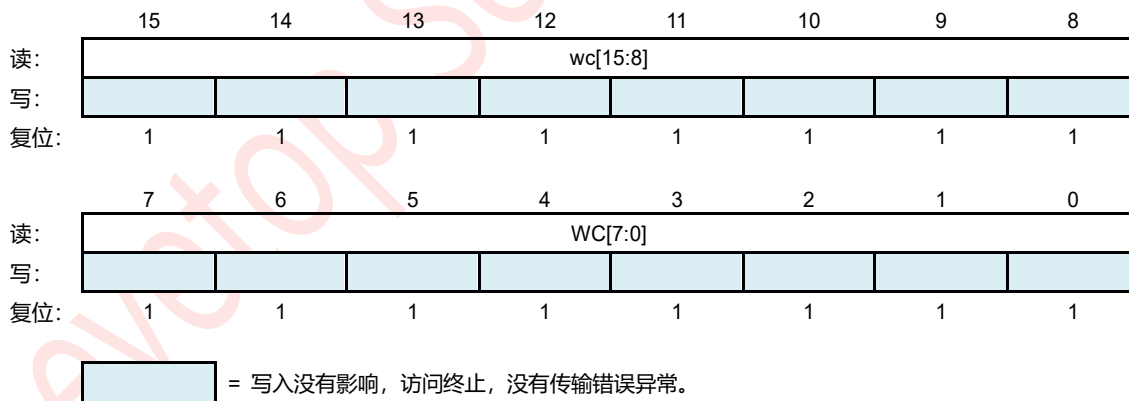 15 14 13 12 11 10 9 8
读: wc[15:8]
写:
复位: 1 1 1 1 1 1 1 1
7 6 5 4 3 2 1 0
读: WC[7:0]
写:
复位: 1 1 1 1 1 1 1 1
= 写入没有影响，访问终止，没有传输错误异常。